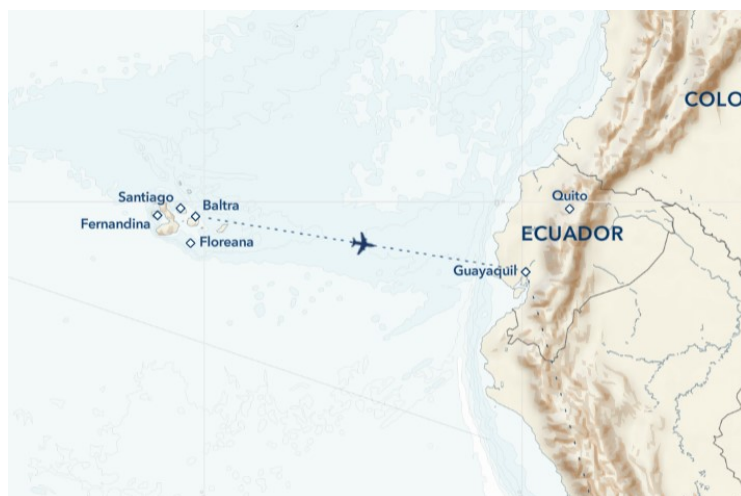 COLO
Santiago
Baltra
Quito
Fernandina
ECUADOR
Floreana
Guayaquil